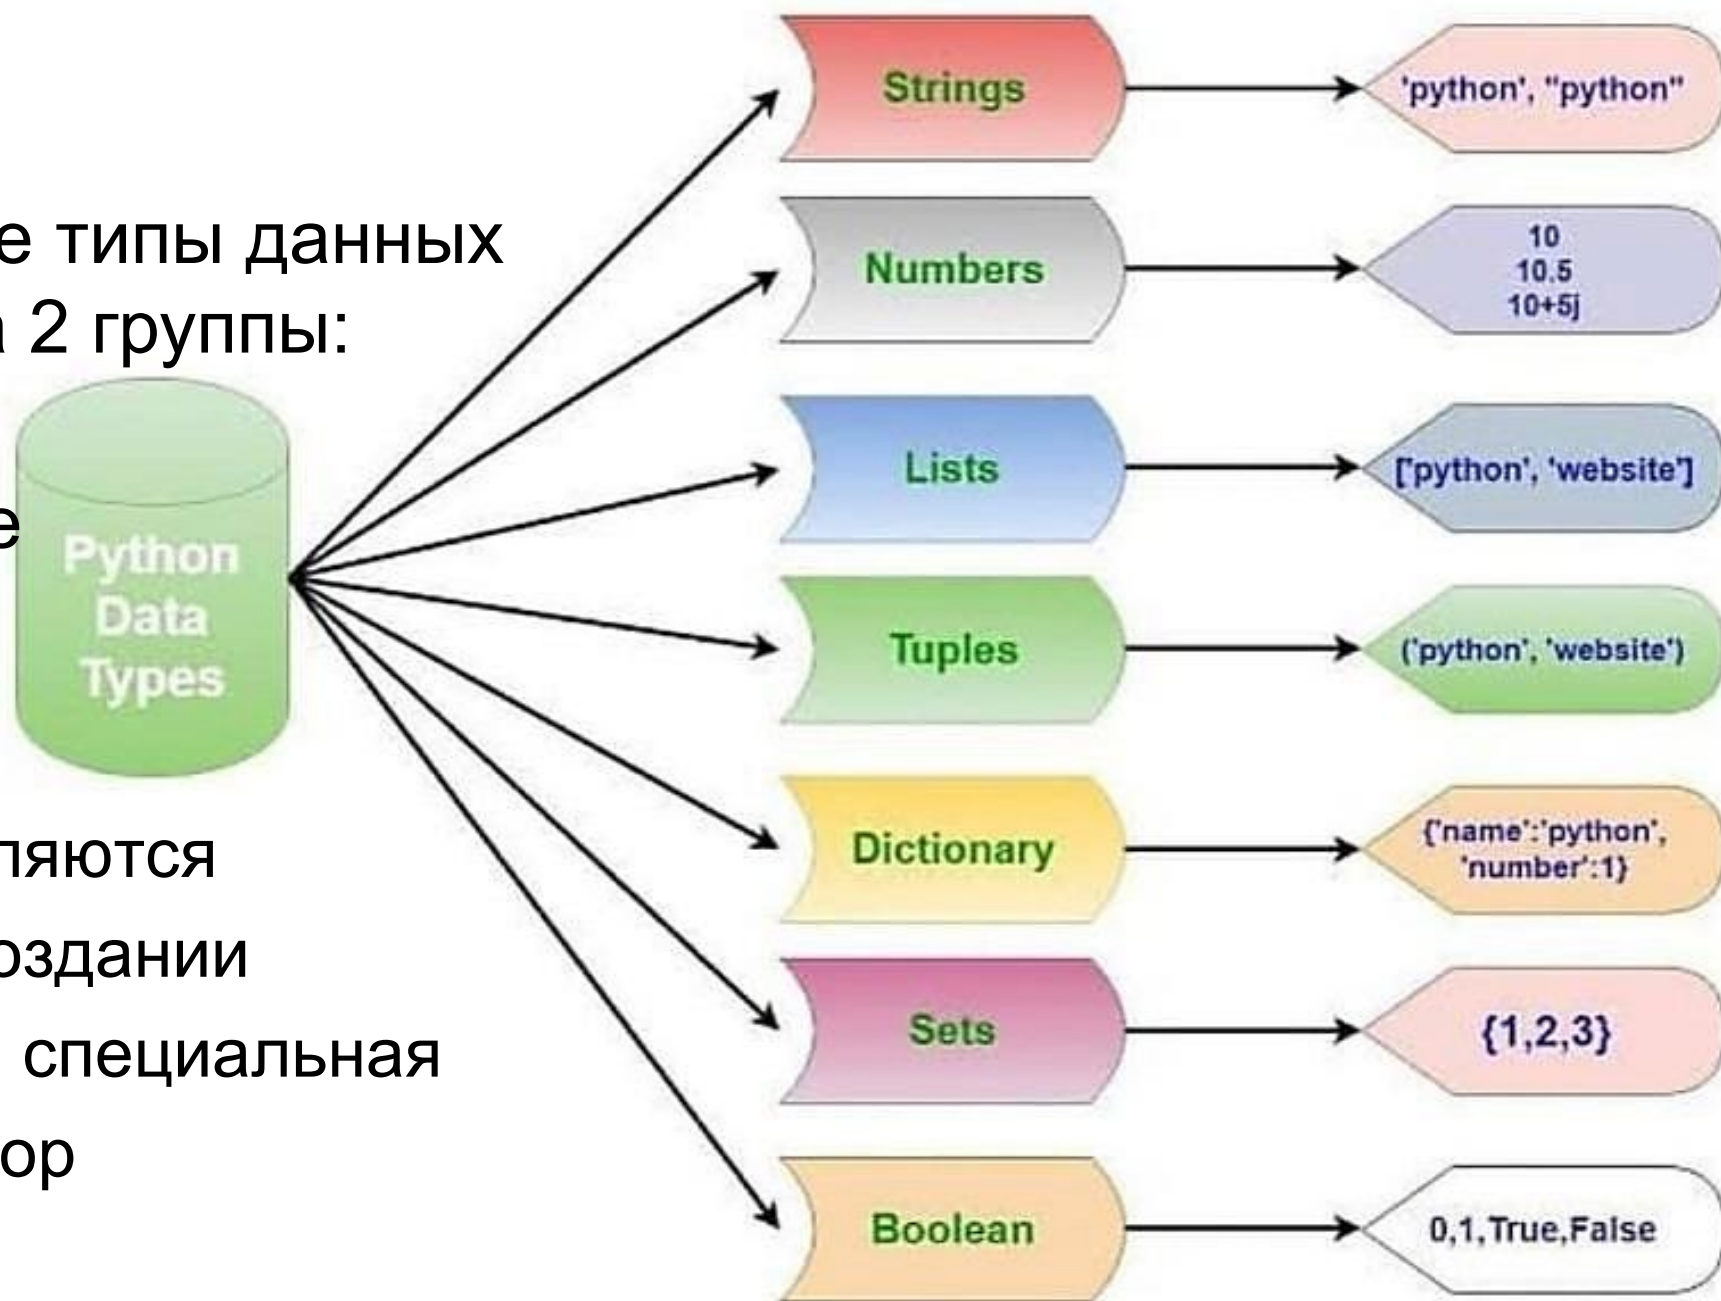 е типы данных
2 группы:
е
ляются
оздании
специальная
ор
Python
Data
Types
Strings
'python', "python"
Numbers
10
10.5
10+5j
Lists
['python', 'website']
Tuples
('python', 'website')
Dictionary
{'name':'python',
'number':1}
Sets
{1,2,3}
Boolean
0,1,True,False